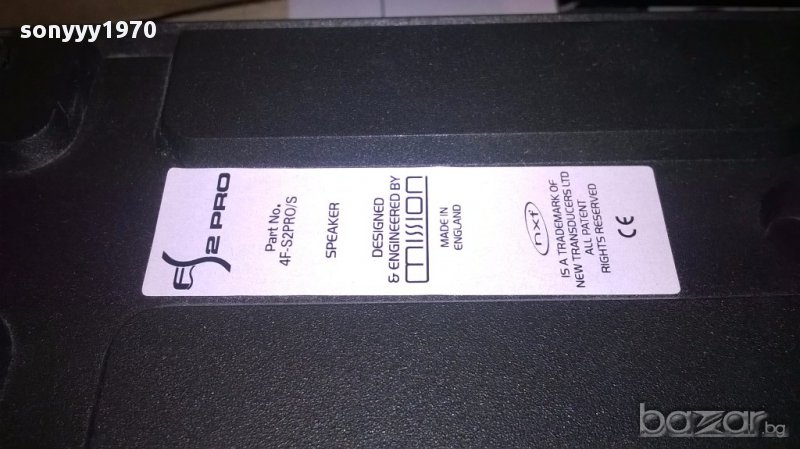 sonyyy1970
FS2 PRO
Part No.
4F-S2PRO/S
SPEAKER
DESIGNED
& ENGINEERED BY
mission
MADE IN
ENGLAND
nxt
IS A TRADEMARK OF
NEW TRANSDUCERS LTD
ALL PATENT
RIGHTS RESERVED
CE
bazar.bg